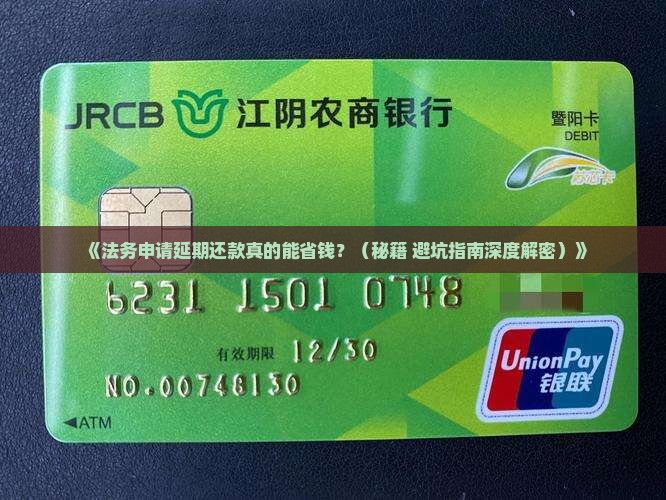 JRCB 江阴农商银行
暨阳卡
DEBIT
《法务申请延期还款真的能省钱？（秘籍 避坑指南深度解密）》
6231 1501 0748
有效期限 12/30
NO.00746130
UnionPay
银联
◄ATM